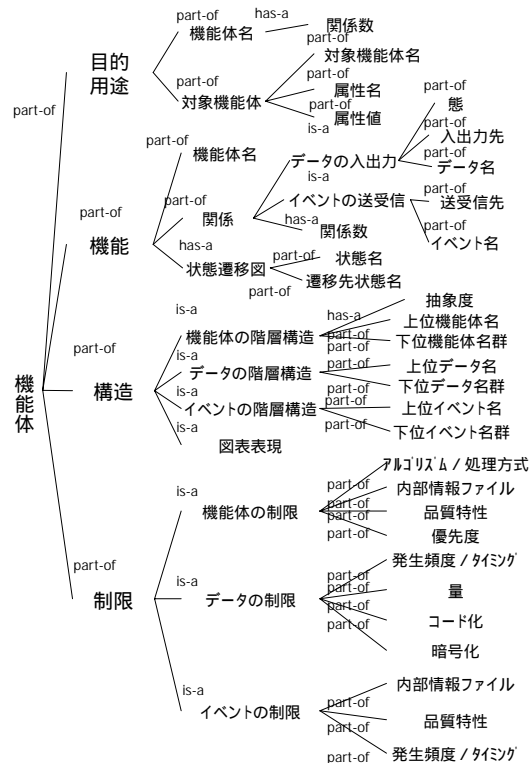 part-of
has-a
機能体名
関係数
part-of
対象機能体名
目的
用途
part-of
part-of
属性名
part-of
対象機能体
part-of
属性値
is-a
part-of
part-of
態
part-of
入出力先
part-of
データ名
part-of
機能体名
データの入出力
is-a
part-of
part-of
関係
イベントの送受信
part-of
送受信先
has-a
関係数
part-of
イベント名
機能
has-a
状態遷移図
part-of
状態名
part-of
遷移先状態名
is-a
has-a
抽象度
part-of
上位機能体名
part-of
機能体の階層構造
下位機能体名群
part-of
is-a
データの階層構造
part-of
上位データ名
part-of
下位データ名群
機能体
構造
is-a
イベントの階層構造
part-of
上位イベント名
part-of
下位イベント名群
is-a
図表表現
アルゴリズム / 処理方式
is-a
part-of
内部情報ファイル
part-of
機能体の制限
part-of
品質特性
part-of
優先度
part-of
発生頻度 / タイミング
制限
is-a
データの制限
part-of
part-of
量
part-of
コード化
part-of
暗号化
is-a
イベントの制限
part-of
内部情報ファイル
part-of
品質特性
part-of
発生頻度 / タイミング